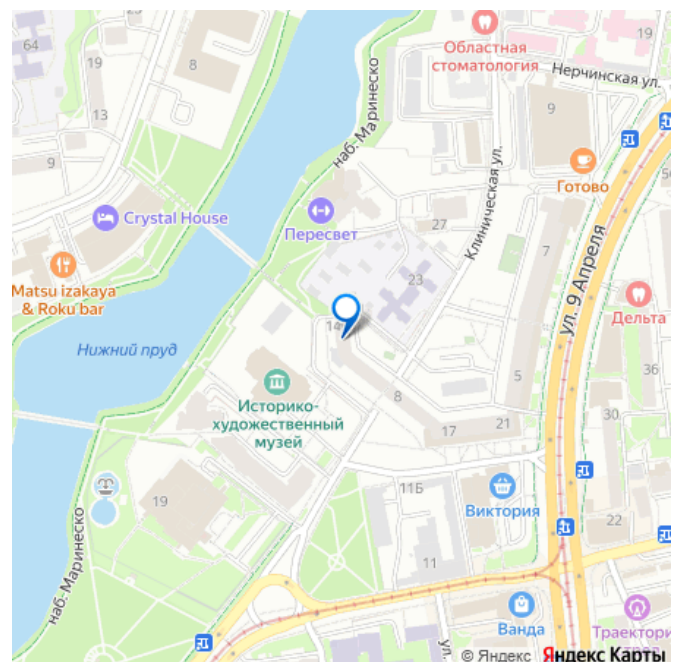 64
19
8
Областная
стоматология
19
Нерчинская ул.
13
наб. Маринеско
9
9
Готово
56
Crystal House
Пересвет
27
Клиническая ул.
7
ул. 9 Апреля
Matsu izakaya
& Roku bar
23
Дельта
14
Нижний пруд
5
36
Историко-
художественный
музей
8
17
21
30
19
11Б
Виктория
22
наб. Маринеско
11
Ванда
ул.
Траектори
© Яндекс Яндекс Карты